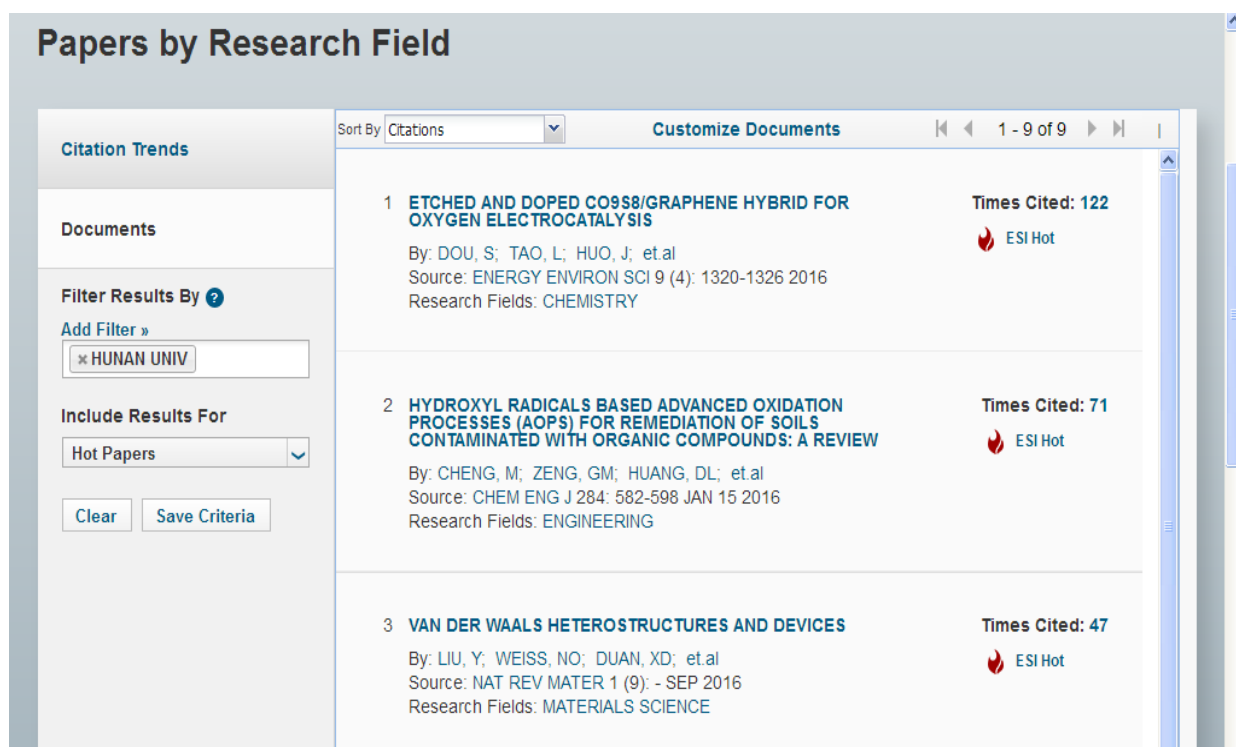 Papers by Research Field
Citation Trends
Documents
Filter Results By ?
Add Filter »
× HUNAN UNIV
Include Results For
Hot Papers
Clear Save Criteria
Sort By Citations Customize Documents 1 - 9 of 9 |
1 ETCHED AND DOPED CO9S8/GRAPHENE HYBRID FOR Times Cited: 122
OXYGEN ELECTROCATALYSIS
ESI Hot
By: DOU, S; TAO, L; HUO, J; et.al
Source: ENERGY ENVIRON SCI 9 (4): 1320-1326 2016
Research Fields: CHEMISTRY
2 HYDROXYL RADICALS BASED ADVANCED OXIDATION Times Cited: 71
PROCESSES (AOPS) FOR REMEDIATION OF SOILS
CONTAMINATED WITH ORGANIC COMPOUNDS: A REVIEW ESI Hot
By: CHENG, M; ZENG, GM; HUANG, DL; et.al
Source: CHEM ENG J 284: 582-598 JAN 15 2016
Research Fields: ENGINEERING
3 VAN DER WAALS HETEROSTRUCTURES AND DEVICES Times Cited: 47
By: LIU, Y; WEISS, NO; DUAN, XD; et.al ESI Hot
Source: NAT REV MATER 1 (9): - SEP 2016
Research Fields: MATERIALS SCIENCE